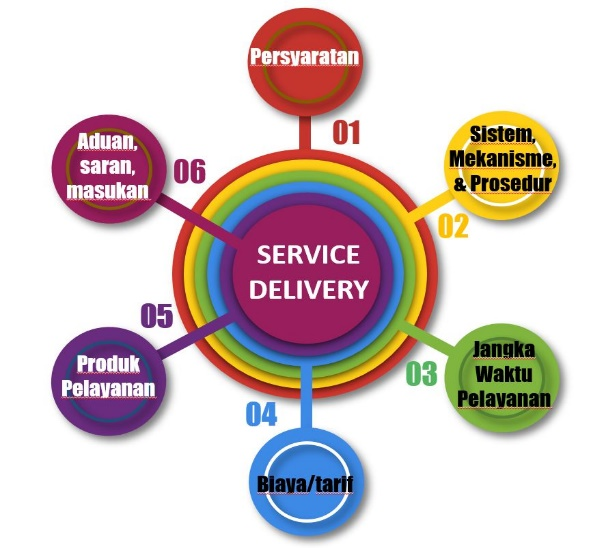 Persyaratan
01
Sistem,
Mekanisme,
& Prosedur
02
Jangka
Waktu
Pelayanan
03
Biaya/tarif
04
Produk
Pelayanan
05
Aduan,
saran,
masukan
06
SERVICE
DELIVERY